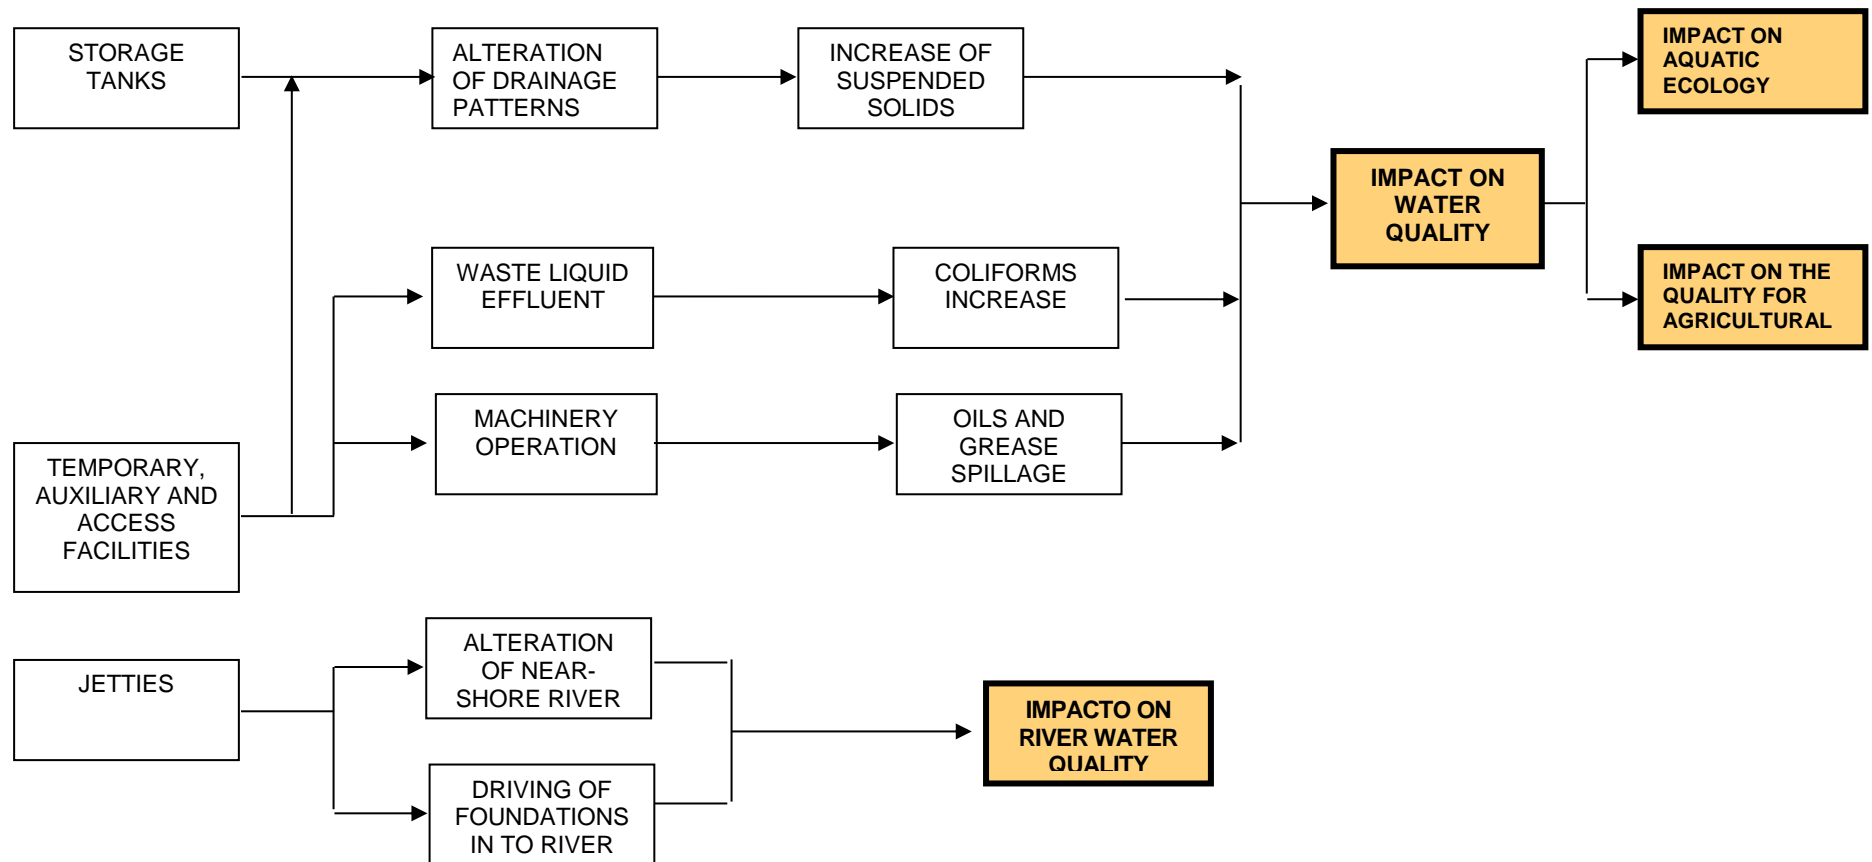 STORAGE
TANKS
ALTERATION
OF DRAINAGE
PATTERNS
INCREASE OF
SUSPENDED
SOLIDS
IMPACT ON
AQUATIC
ECOLOGY
IMPACT ON
WATER
QUALITY
WASTE LIQUID
EFFLUENT
COLIFORMS
INCREASE
IMPACT ON THE
QUALITY FOR
AGRICULTURAL
MACHINERY
OPERATION
OILS AND
GREASE
SPILLAGE
TEMPORARY,
AUXILIARY AND
ACCESS
FACILITIES
JETTIES
ALTERATION
OF NEAR-
SHORE RIVER
IMPACTO ON
RIVER WATER
QUALITY
DRIVING OF
FOUNDATIONS
IN TO RIVER